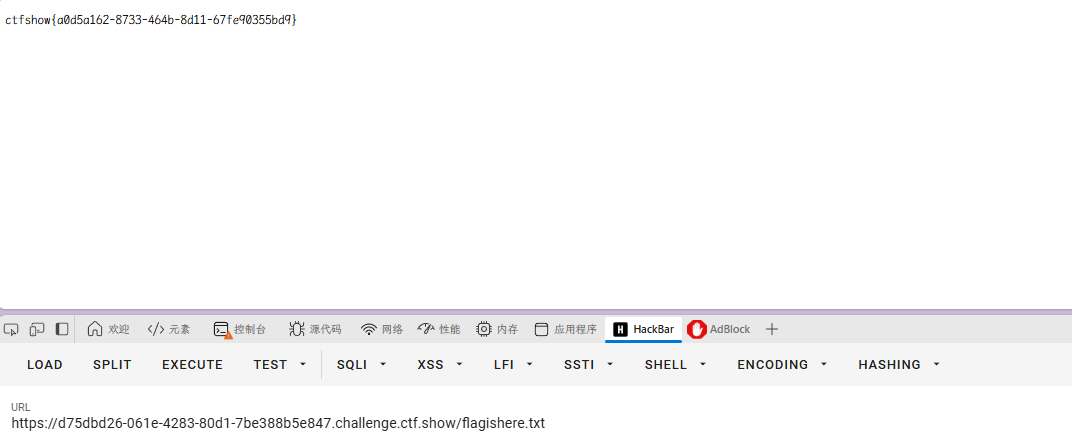 ctfshow{a0d5a162-8733-464b-8d11-67fe90355bd9}
欢迎 元素 控制台 源代码 网络 性能 内存 应用程序 H HackBar AdBlock
LOAD SPLIT EXECUTE TEST SQLI XSS LFI SSTI SHELL ENCODING HASHING
URL
https://d75dbd26-061e-4283-80d1-7be388b5e847.challenge.ctf.show/flagishere.txt